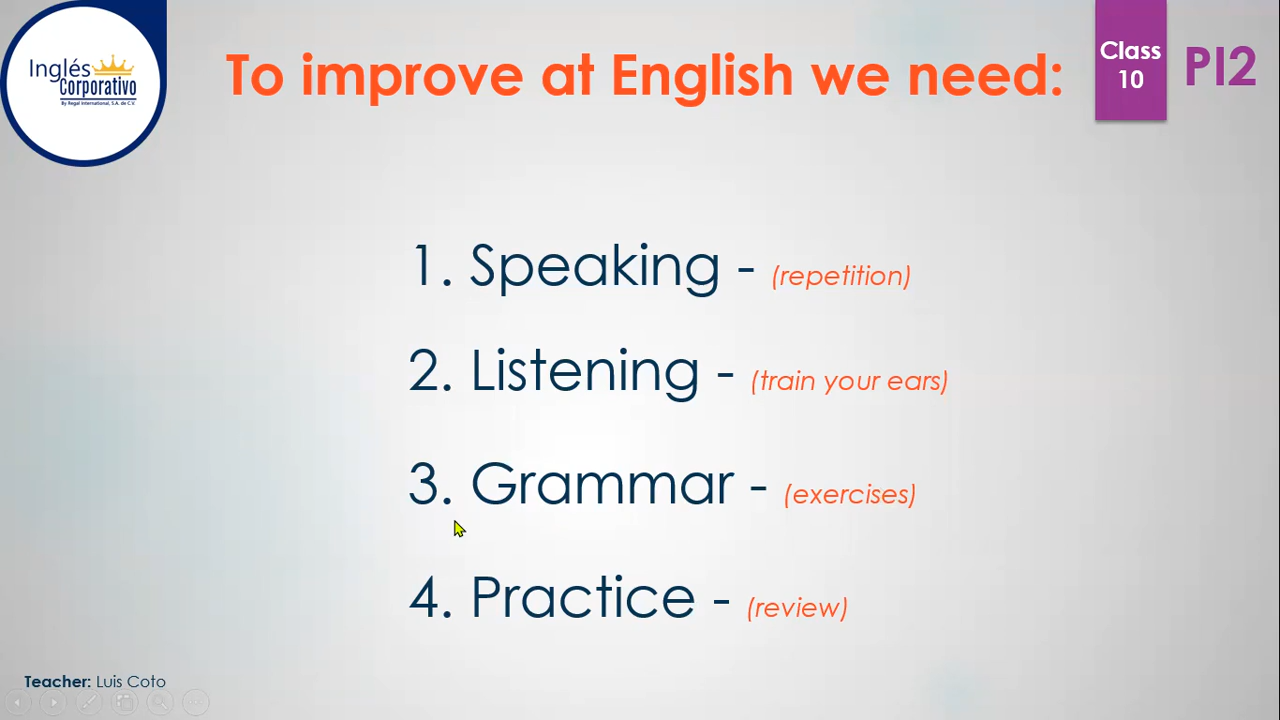 Inglés
Corporativo
By Regal International, S.A. de C.V.
To improve at English we need:
Class
10
PI2
1. Speaking - (repetition)
2. Listening - (train your ears)
3. Grammar - (exercises)
4. Practice - (review)
Teacher: Luis Coto